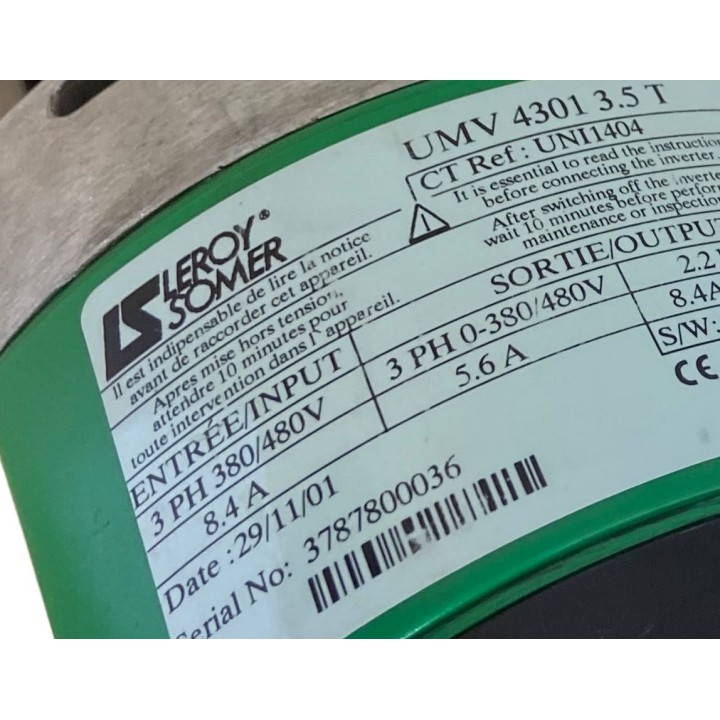 UMV 4301 3.5 T
CT Ref : UNI1404
It is essential to read the
before connecting the inverter.
After switching off the
wait 10 minutes before
maintenance or
LEROY®
SOMER
Il est indispensable de lire la notice
avant de raccorder cet appareil.
Apres mise hors tension,
attendre 10 minutes pour
toute intervention dans l'appareil.
ENTRÉE/INPUT
3 PH 380/480V
8.4 A
SORTIE/OUTPUT
3 PH 0-380/480V
5.6 A
2.2
8.4A
S/W:
CE
Date : 29/11/01
Serial No: 3787800036